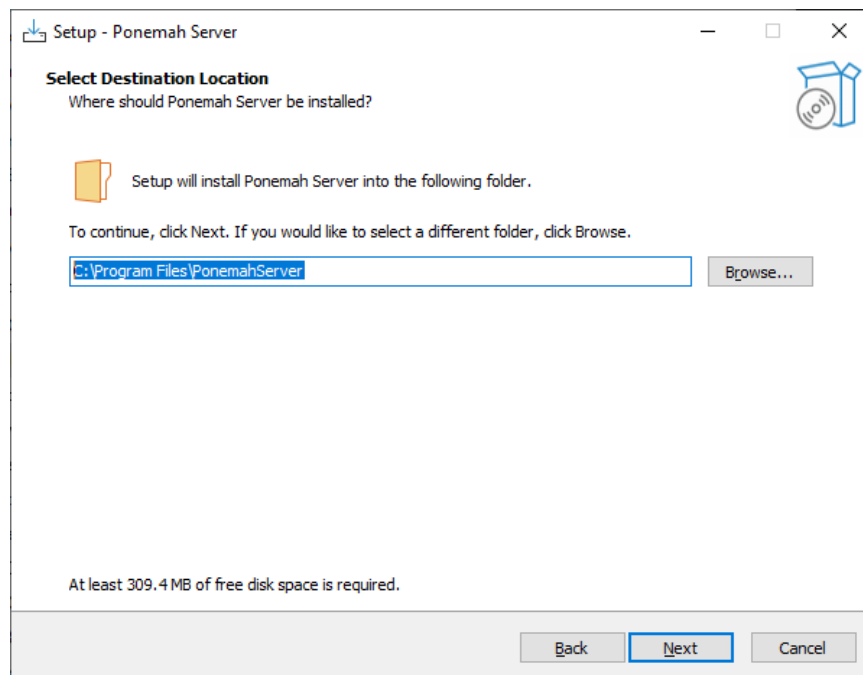 Setup - Ponemah Server
Select Destination Location
Where should Ponemah Server be installed?
Setup will install Ponemah Server into the following folder.
To continue, click Next. If you would like to select a different folder, click Browse.
C:\Program Files\PonemahServer
Browse...
At least 309.4 MB of free disk space is required.
Back
Next
Cancel